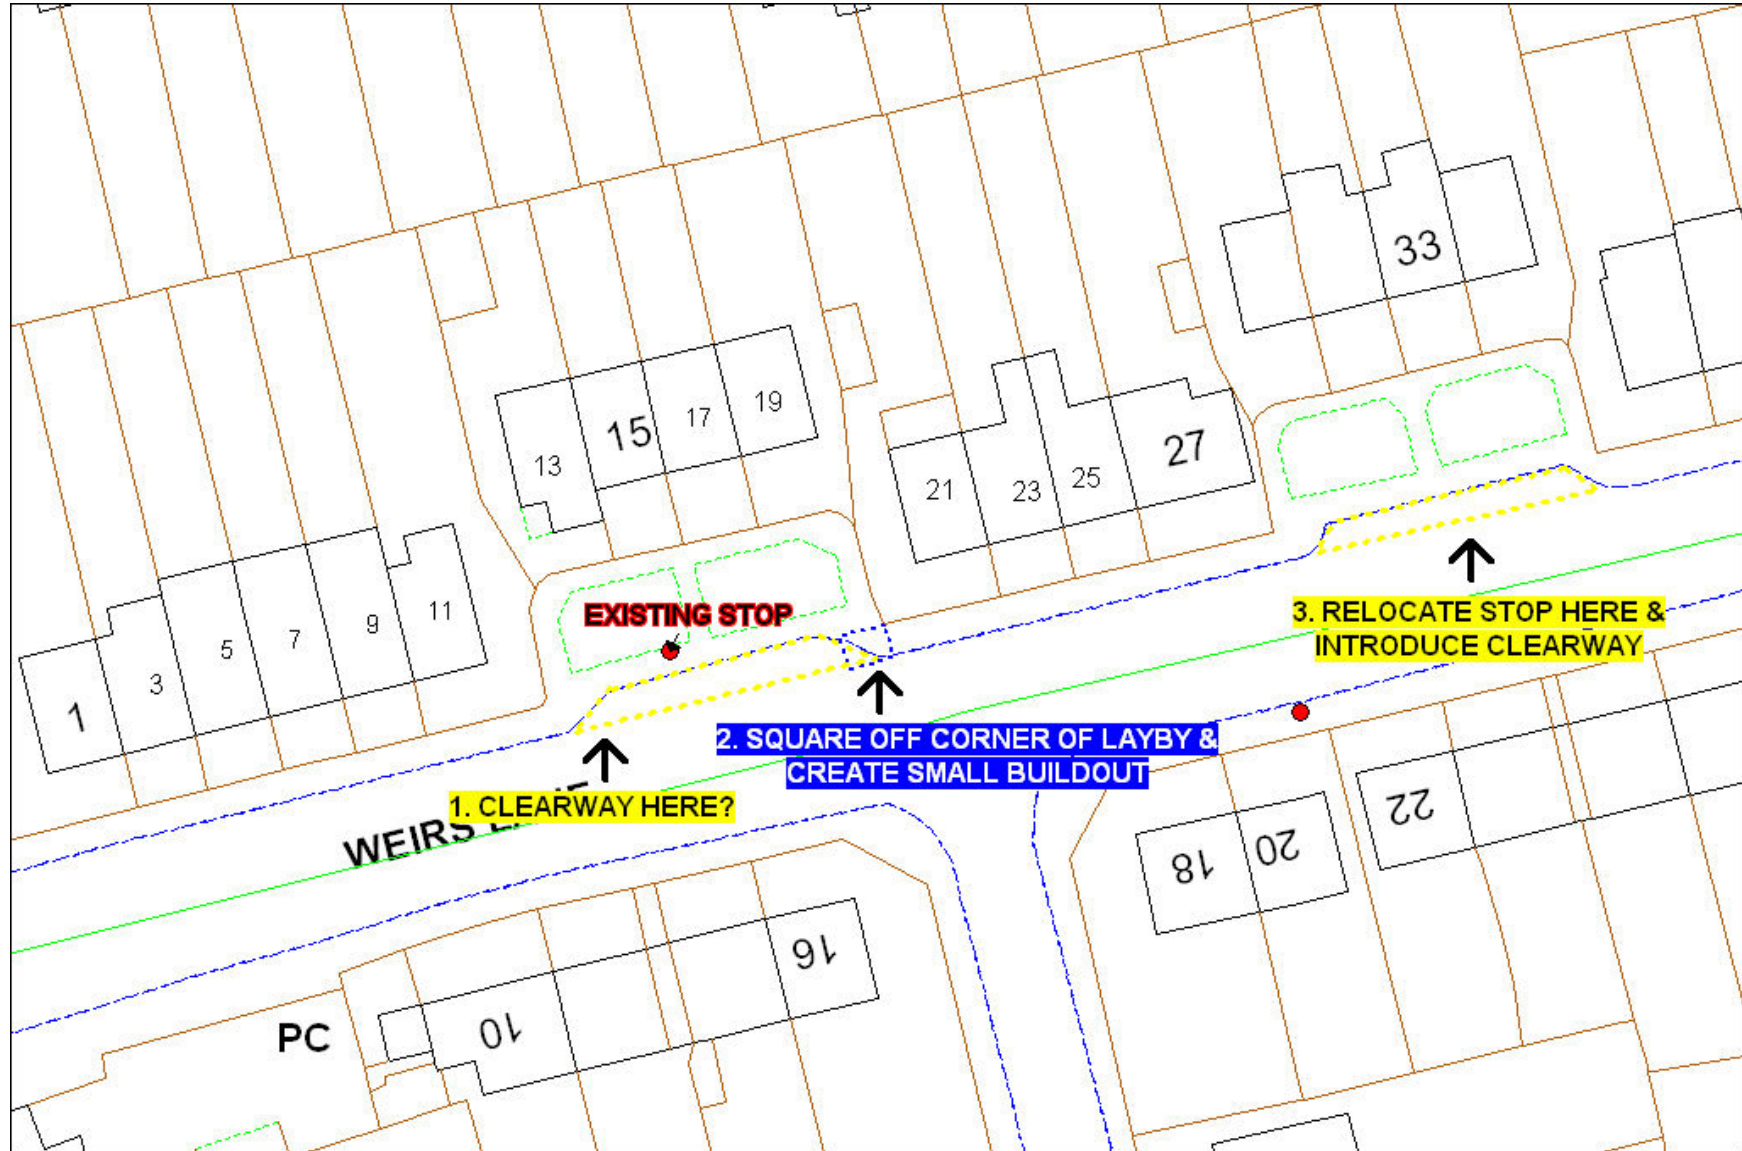 33
13
15
17
19
21
23
25
27
1
3
5
7
9
11
EXISTING STOP
3. RELOCATE STOP HERE &
INTRODUCE CLEARWAY
2. SQUARE OFF CORNER OF LAYBY &
CREATE SMALL BUILDOUT
1. CLEARWAY HERE?
WEIRS LANE
18
20
22
16
10
PC